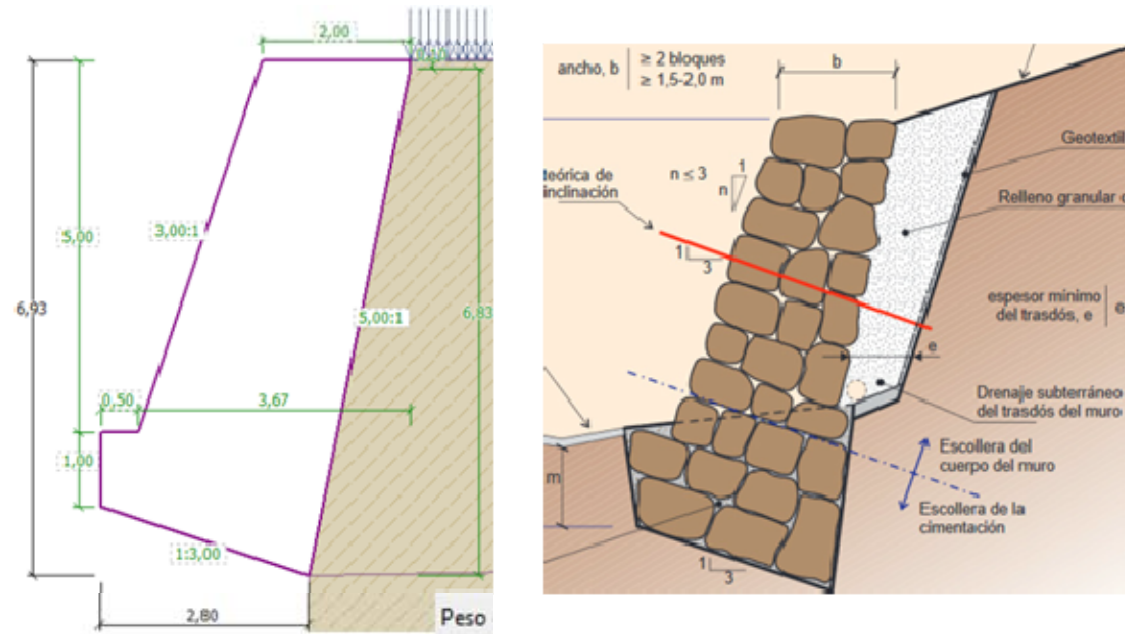 2,00
0,10
6,93
5,00
3,00:1
5,00:1
6,83
0,50
3,67
1,00
1:3,00
2,80
Peso
ancho, b
≥ 2 bloques
≥ 1,5-2,0 m
b
teórica de
inclinación
n ≤ 3
1
n
1
3
Geotextil
Relleno granular
espesor mínimo
del trasdós, e
e
Drenaje subterráneo
del trasdós del muro
m
Escollera del
cuerpo del muro
Escollera de la
cimentación
1
3